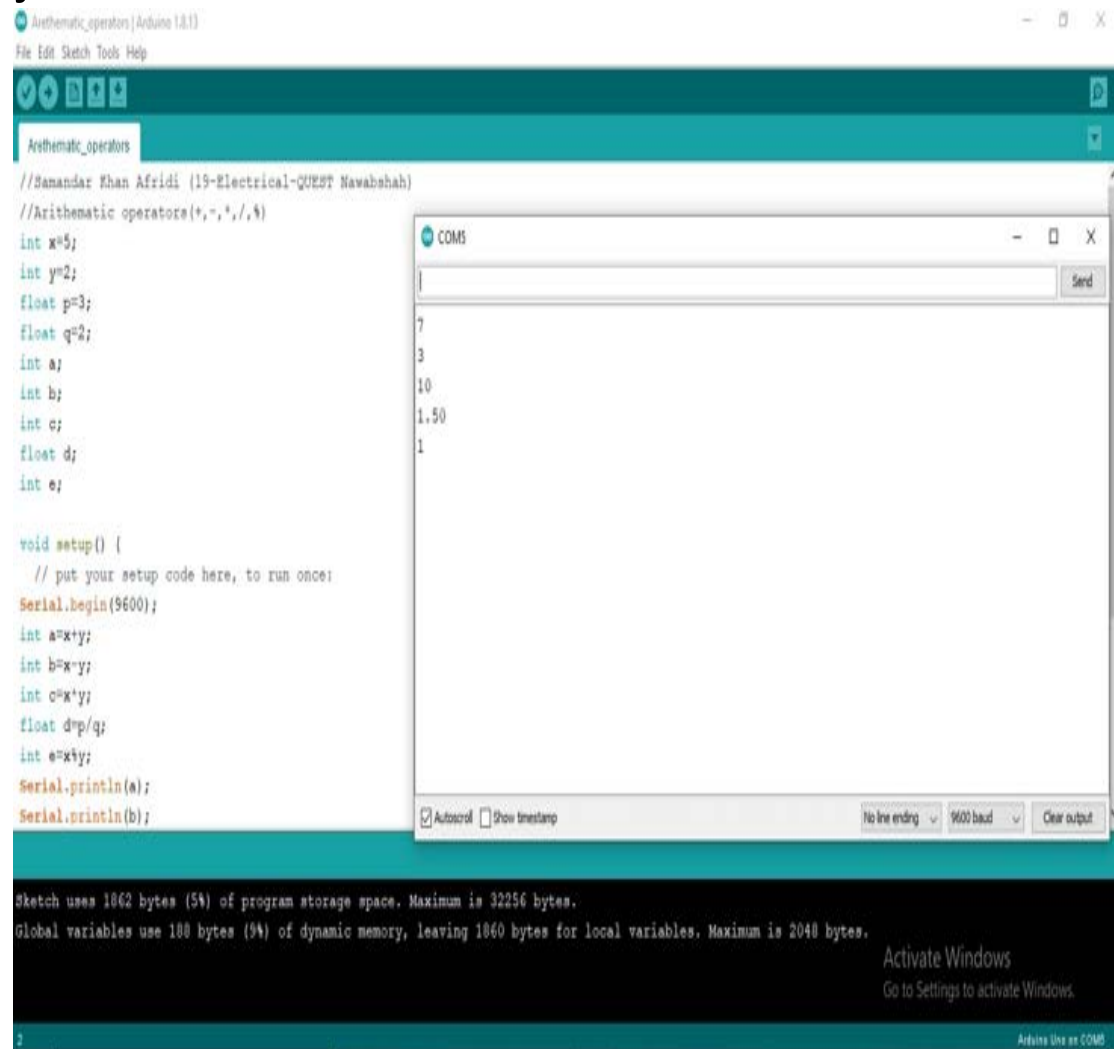 Arethematic_operators | Arduino 1.8.13
File Edit Sketch Tools Help
Arethematic_operators
//Samandar Khan Afridi (19-Electrical-QUEST Nawabshah)
//Arithematic operators(+,-,*,/,%)
int x=5;
int y=2;
float p=3;
float q=2;
int a;
int b;
int c;
float d;
int e;
void setup() {
// put your setup code here, to run once:
Serial.begin(9600);
int a=x+y;
int b=x-y;
int c=x*y;
float d=p/q;
int e=x%y;
Serial.println(a);
Serial.println(b);
COM5
Send
7
3
10
1.50
1
Autoscroll Show timestamp
No line ending 9600 baud Clear output
Sketch uses 1862 bytes (5%) of program storage space. Maximum is 32256 bytes.
Global variables use 188 bytes (9%) of dynamic memory, leaving 1860 bytes for local variables. Maximum is 2048 bytes.
Activate Windows
Go to Settings to activate Windows.
2
Arduino Uno on COM5